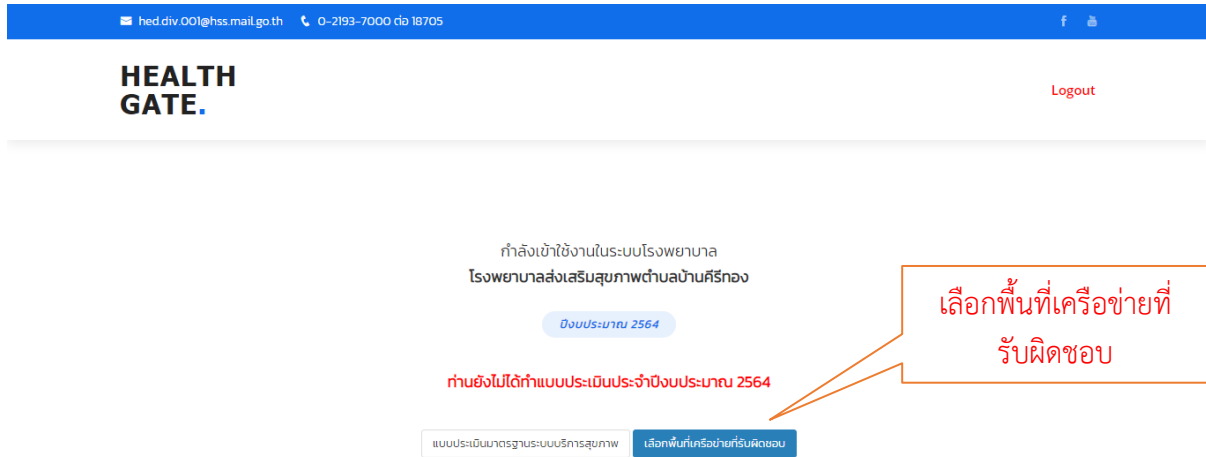 hed.div.001@hss.mail.go.th 0-2193-7000 ต่อ 18705
HEALTH
GATE.
Logout
กำลังเข้าใช้งานในระบบโรงพยาบาล
โรงพยาบาลส่งเสริมสุขภาพตำบลบ้านคีรีทอง
ปีงบประมาณ 2564
ท่านยังไม่ได้ทำแบบประเมินประจำปีงบประมาณ 2564
แบบประเมินมาตรฐานระบบบริการสุขภาพ เลือกพื้นที่เครือข่ายที่รับผิดชอบ
เลือกพื้นที่เครือข่ายที่
รับผิดชอบ